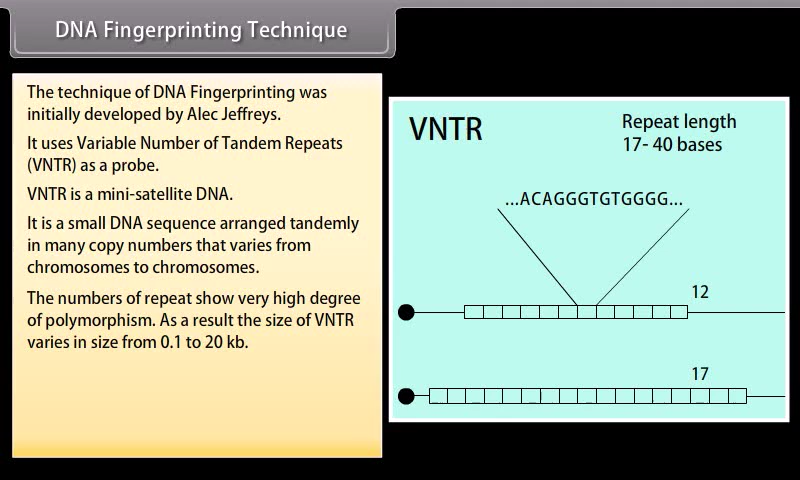 DNA Fingerprinting Technique
The technique of DNA Fingerprinting was
initially developed by Alec Jeffreys.
It uses Variable Number of Tandem Repeats
(VNTR) as a probe.
VNTR is a mini-satellite DNA.
It is a small DNA sequence arranged tandemly
in many copy numbers that varies from
chromosomes to chromosomes.
The numbers of repeat show very high degree
of polymorphism. As a result the size of VNTR
varies in size from 0.1 to 20 kb.
VNTR
Repeat length
17- 40 bases
...ACAGGGTGTGGGG...
12
17